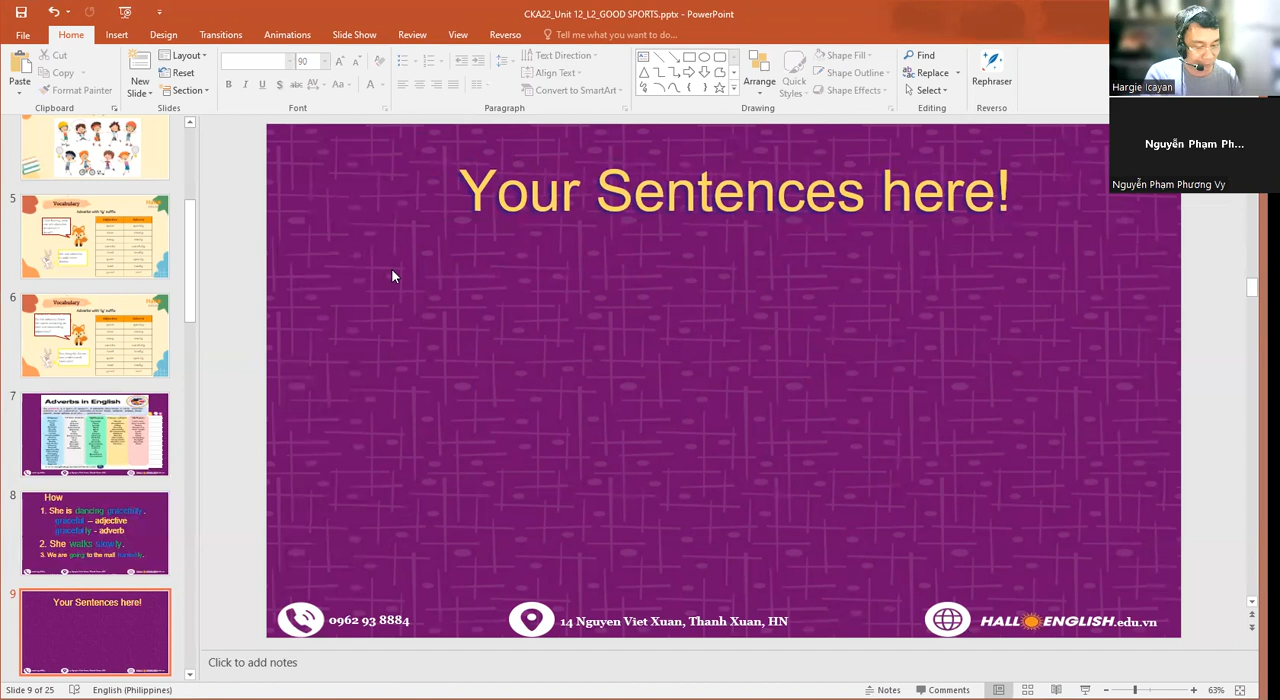 CKA22_Unit 12_L2_GOOD SPORTS.pptx - PowerPoint
File Home Insert Design Transitions Animations Slide Show Review View Reverso Tell me what you want to do...
Paste
Cut
Copy
Format Painter
Clipboard
New
Slide
Layout
Reset
Section
Slides
90
Font
Text Direction
Align Text
Convert to SmartArt
Paragraph
Arrange
Quick
Styles
Shape Fill
Shape Outline
Shape Effects
Drawing
Find
Replace
Select
Editing
Rephraser
Reverso
Hargie Icayan
Nguyễn Phạm Ph...
Nguyễn Phạm Phương Vy
5
Vocabulary
6
Vocabulary
7
Adverbs in English
8
How
1. She is dancing gracefully.
graceful – adjective
gracefully - adverb
2. She walks slowly.
3. We are going to the mall
9
Your Sentences here!
Your Sentences here!
0962 93 8884
14 Nguyen Viet Xuan, Thanh Xuan, HN
HALLO ENGLISH.edu.vn
Click to add notes
Slide 9 of 25
English (Philippines)
Notes
Comments
63%